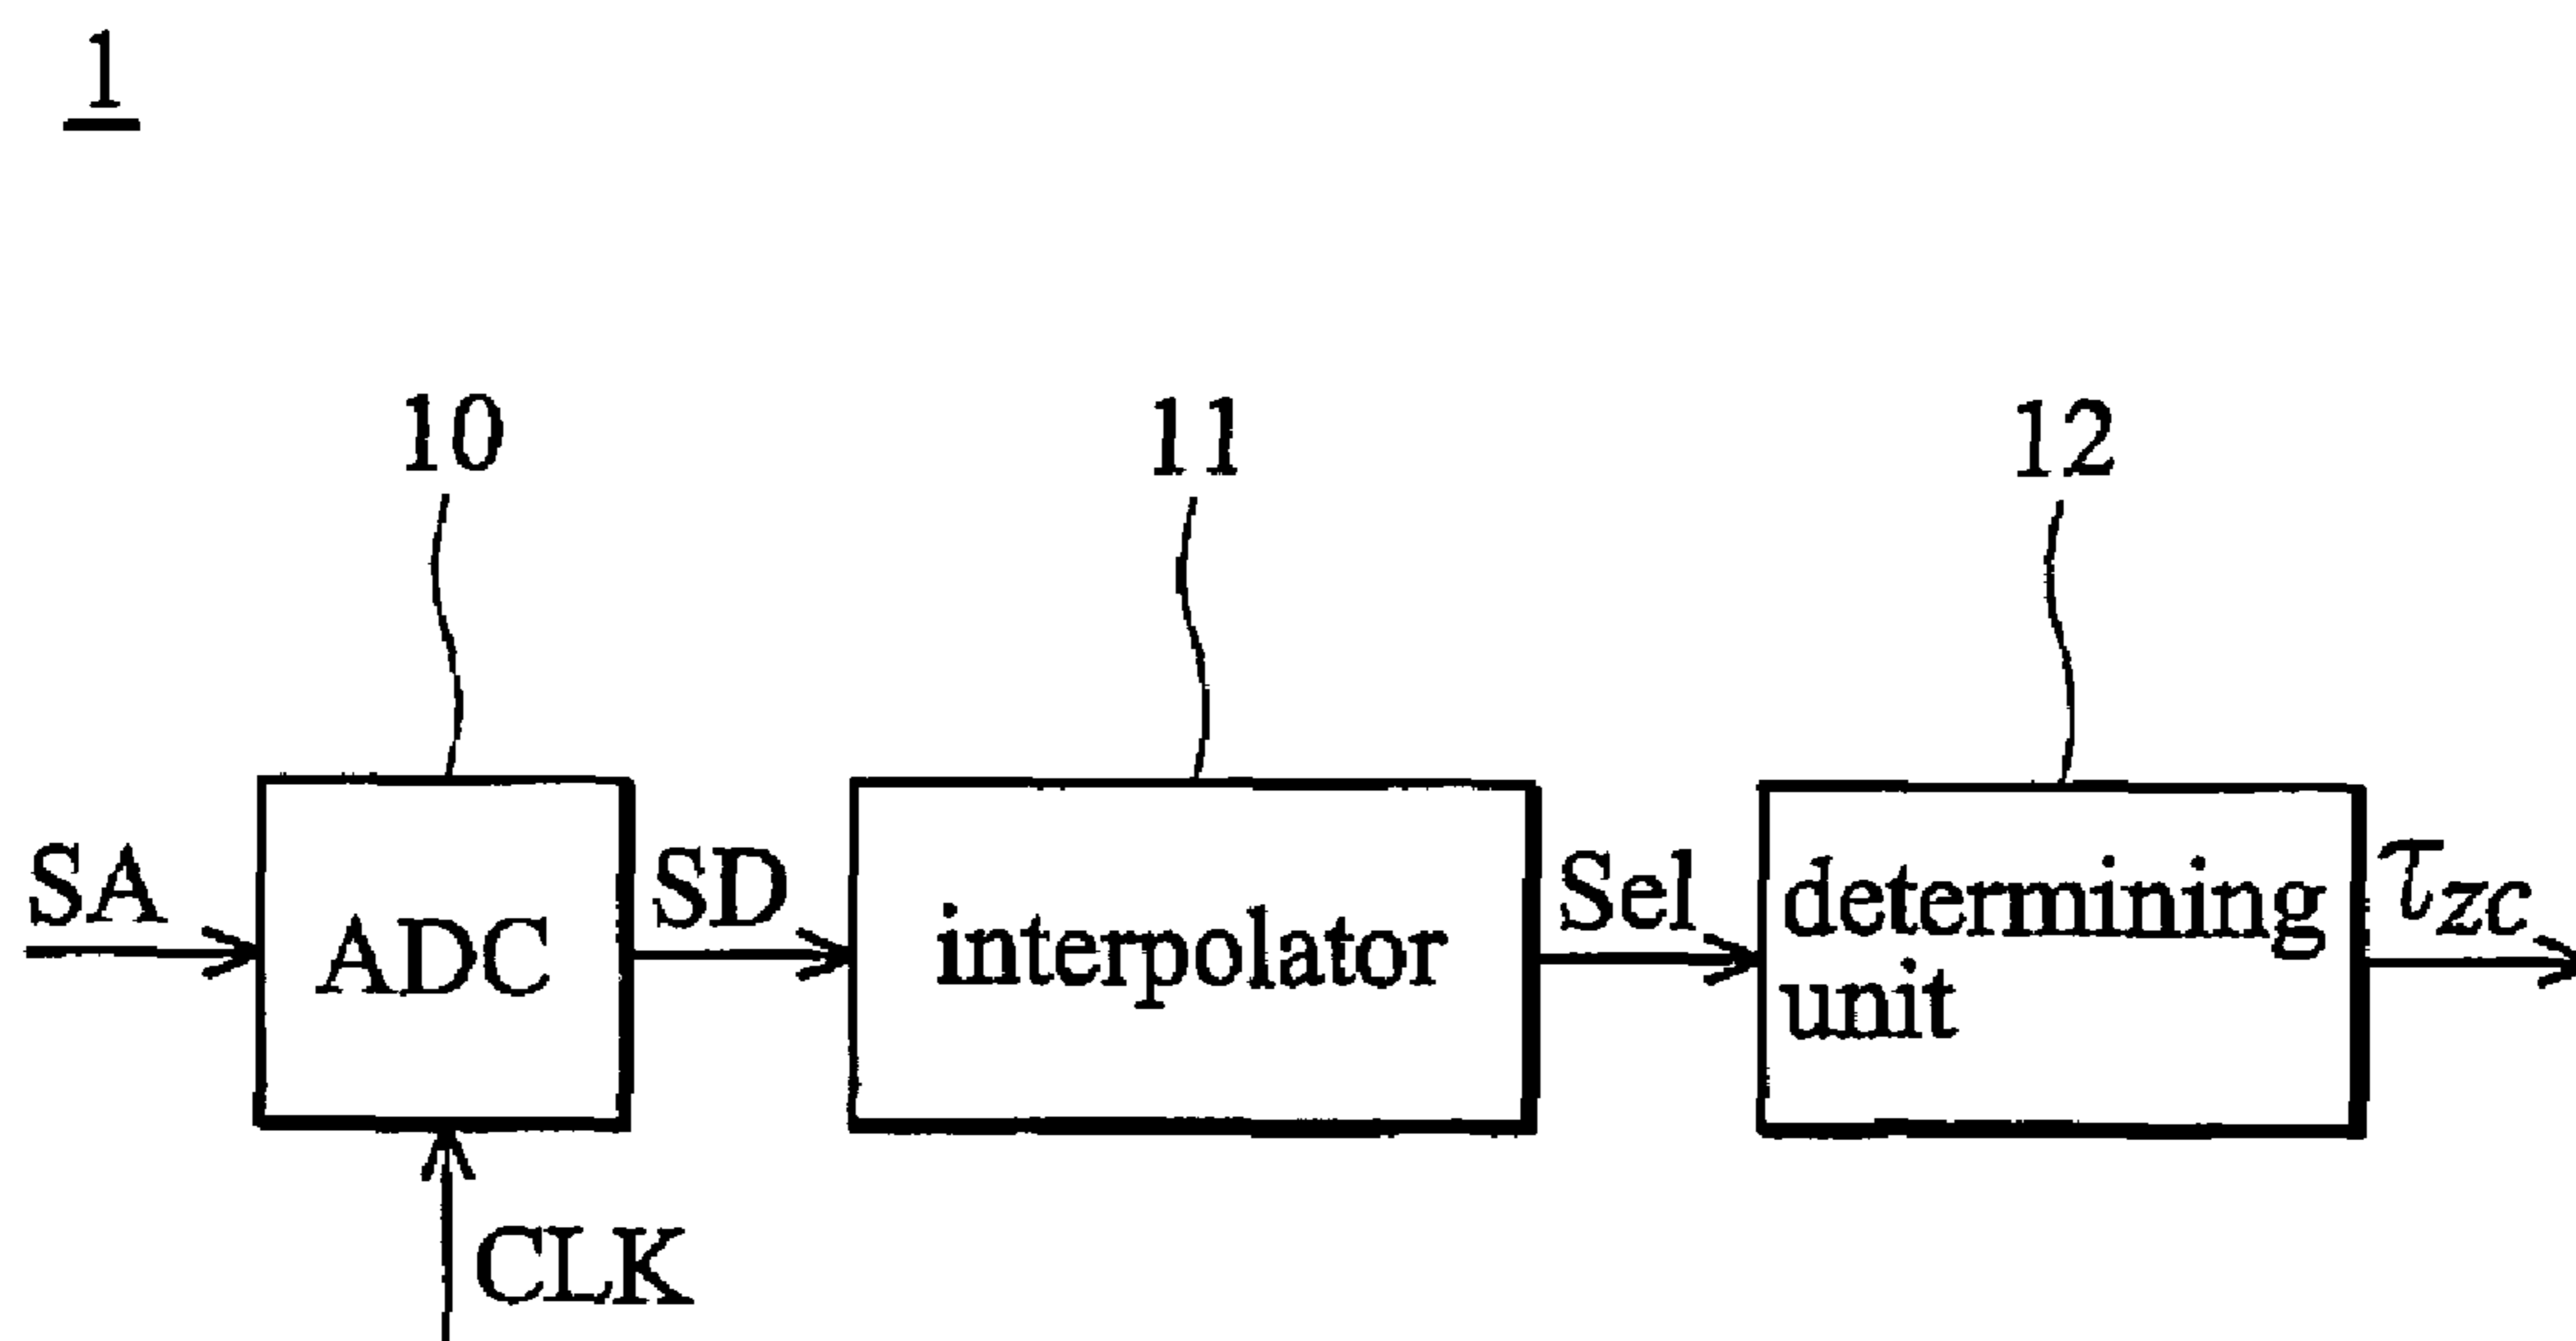 1
10
11
12
SA
ADC
SD
interpolator
Sel
determining
unit
τzc
CLK